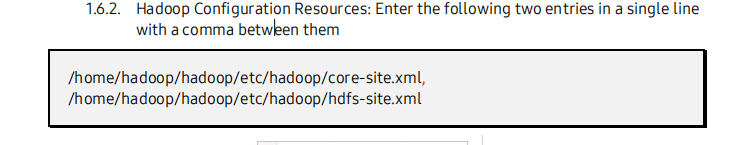 1.6.2. Hadoop Configuration Resources: Enter the following two entries in a single line
with a comma between them
/home/hadoop/hadoop/etc/hadoop/core-site.xml,
/home/hadoop/hadoop/etc/hadoop/hdfs-site.xml